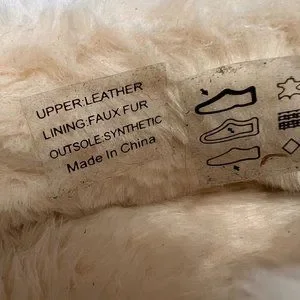 UPPER:LEATHER
LINING:FAUX FUR
OUTSOLE:SYNTHETIC
Made In China